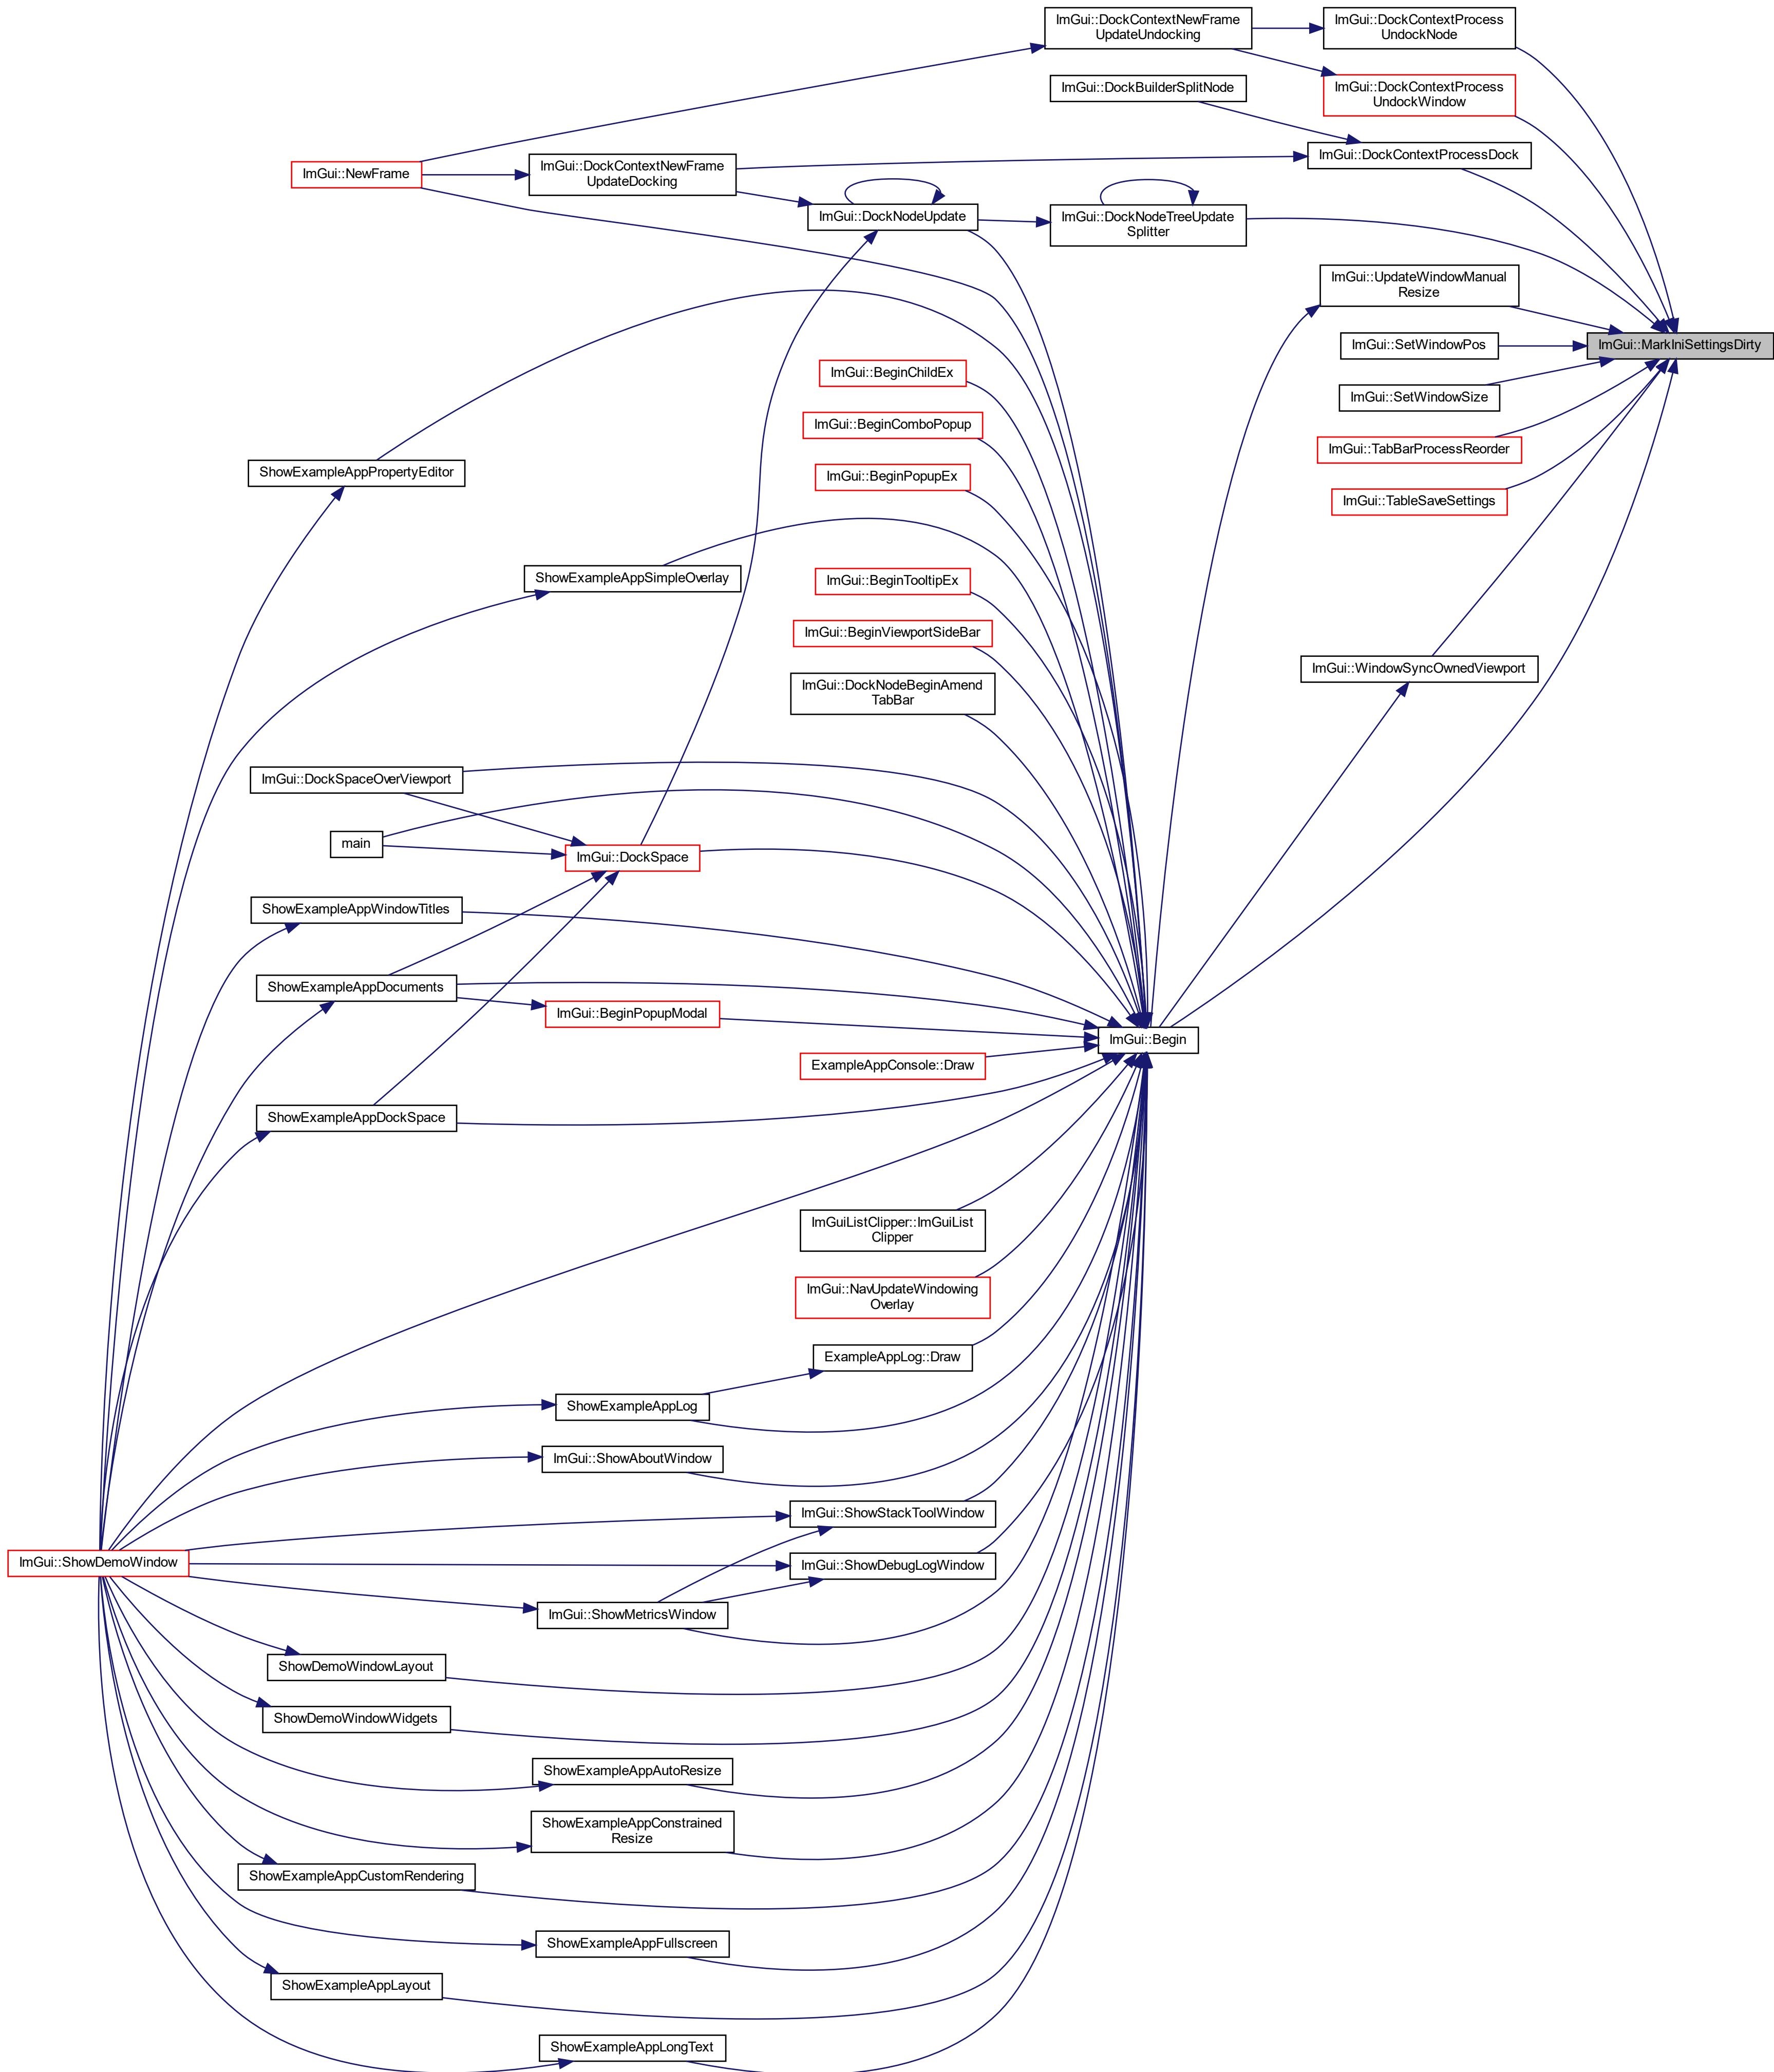 ImGui::DockContextNewFrame
UpdateUndocking
ImGui::DockContextProcess
UndockNode
ImGui::DockBuilderSplitNode
ImGui::DockContextProcess
UndockWindow
ImGui::NewFrame
ImGui::DockContextNewFrame
UpdateDocking
ImGui::DockContextProcessDock
ImGui::DockNodeUpdate
ImGui::DockNodeTreeUpdate
Splitter
ImGui::UpdateWindowManual
Resize
ImGui::SetWindowPos
ImGui::MarkIniSettingsDirty
ImGui::BeginChildEx
ImGui::SetWindowSize
ImGui::BeginComboPopup
ImGui::TabBarProcessReorder
ShowExampleAppPropertyEditor
ImGui::BeginPopupEx
ImGui::TableSaveSettings
ShowExampleAppSimpleOverlay
ImGui::BeginTooltipEx
ImGui::BeginViewportSideBar
ImGui::DockNodeBeginAmend
TabBar
ImGui::WindowSyncOwnedViewport
ImGui::DockSpaceOverViewport
main
ImGui::DockSpace
ShowExampleAppWindowTitles
ShowExampleAppDocuments
ImGui::BeginPopupModal
ImGui::Begin
ExampleAppConsole::Draw
ShowExampleAppDockSpace
ImGuiListClipper::ImGuiList
Clipper
ImGui::NavUpdateWindowing
Overlay
ExampleAppLog::Draw
ShowExampleAppLog
ImGui::ShowAboutWindow
ImGui::ShowStackToolWindow
ImGui::ShowDemoWindow
ImGui::ShowDebugLogWindow
ImGui::ShowMetricsWindow
ShowDemoWindowLayout
ShowDemoWindowWidgets
ShowExampleAppAutoResize
ShowExampleAppConstrained
Resize
ShowExampleAppCustomRendering
ShowExampleAppFullscreen
ShowExampleAppLayout
ShowExampleAppLongText